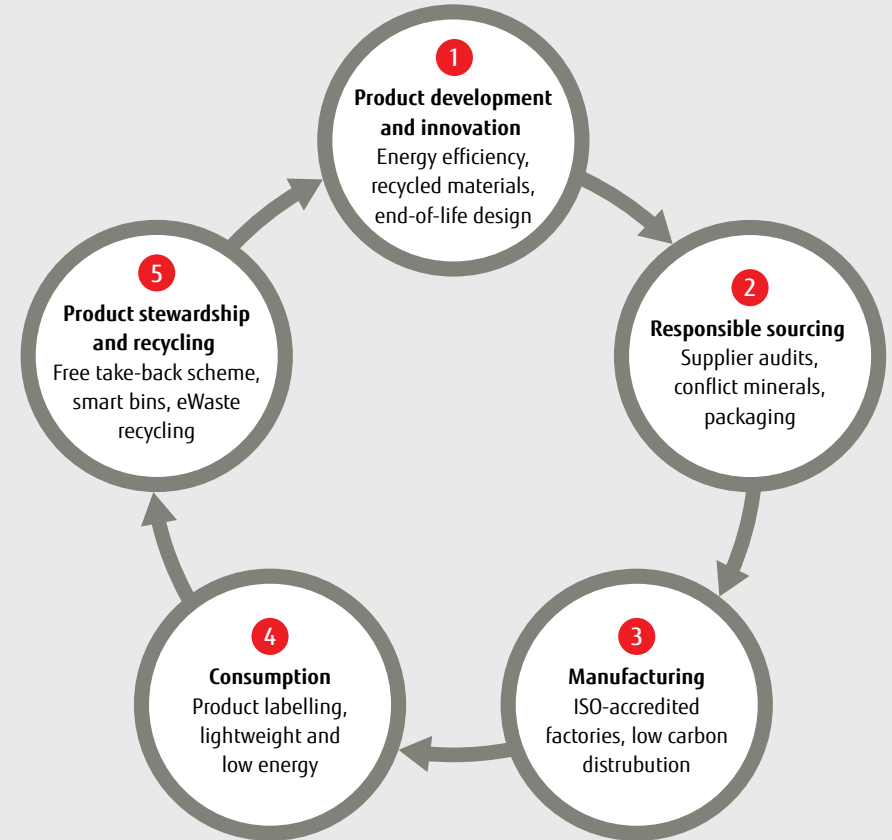 1
Product development
and innovation
Energy efficiency,
recycled materials,
end-of-life design
2
Responsible sourcing
Supplier audits,
conflict minerals,
packaging
3
Manufacturing
ISO-accredited
factories, low carbon
distrubution
4
Consumption
Product labelling,
lightweight and
low energy
5
Product stewardship
and recycling
Free take-back scheme,
smart bins, eWaste
recycling